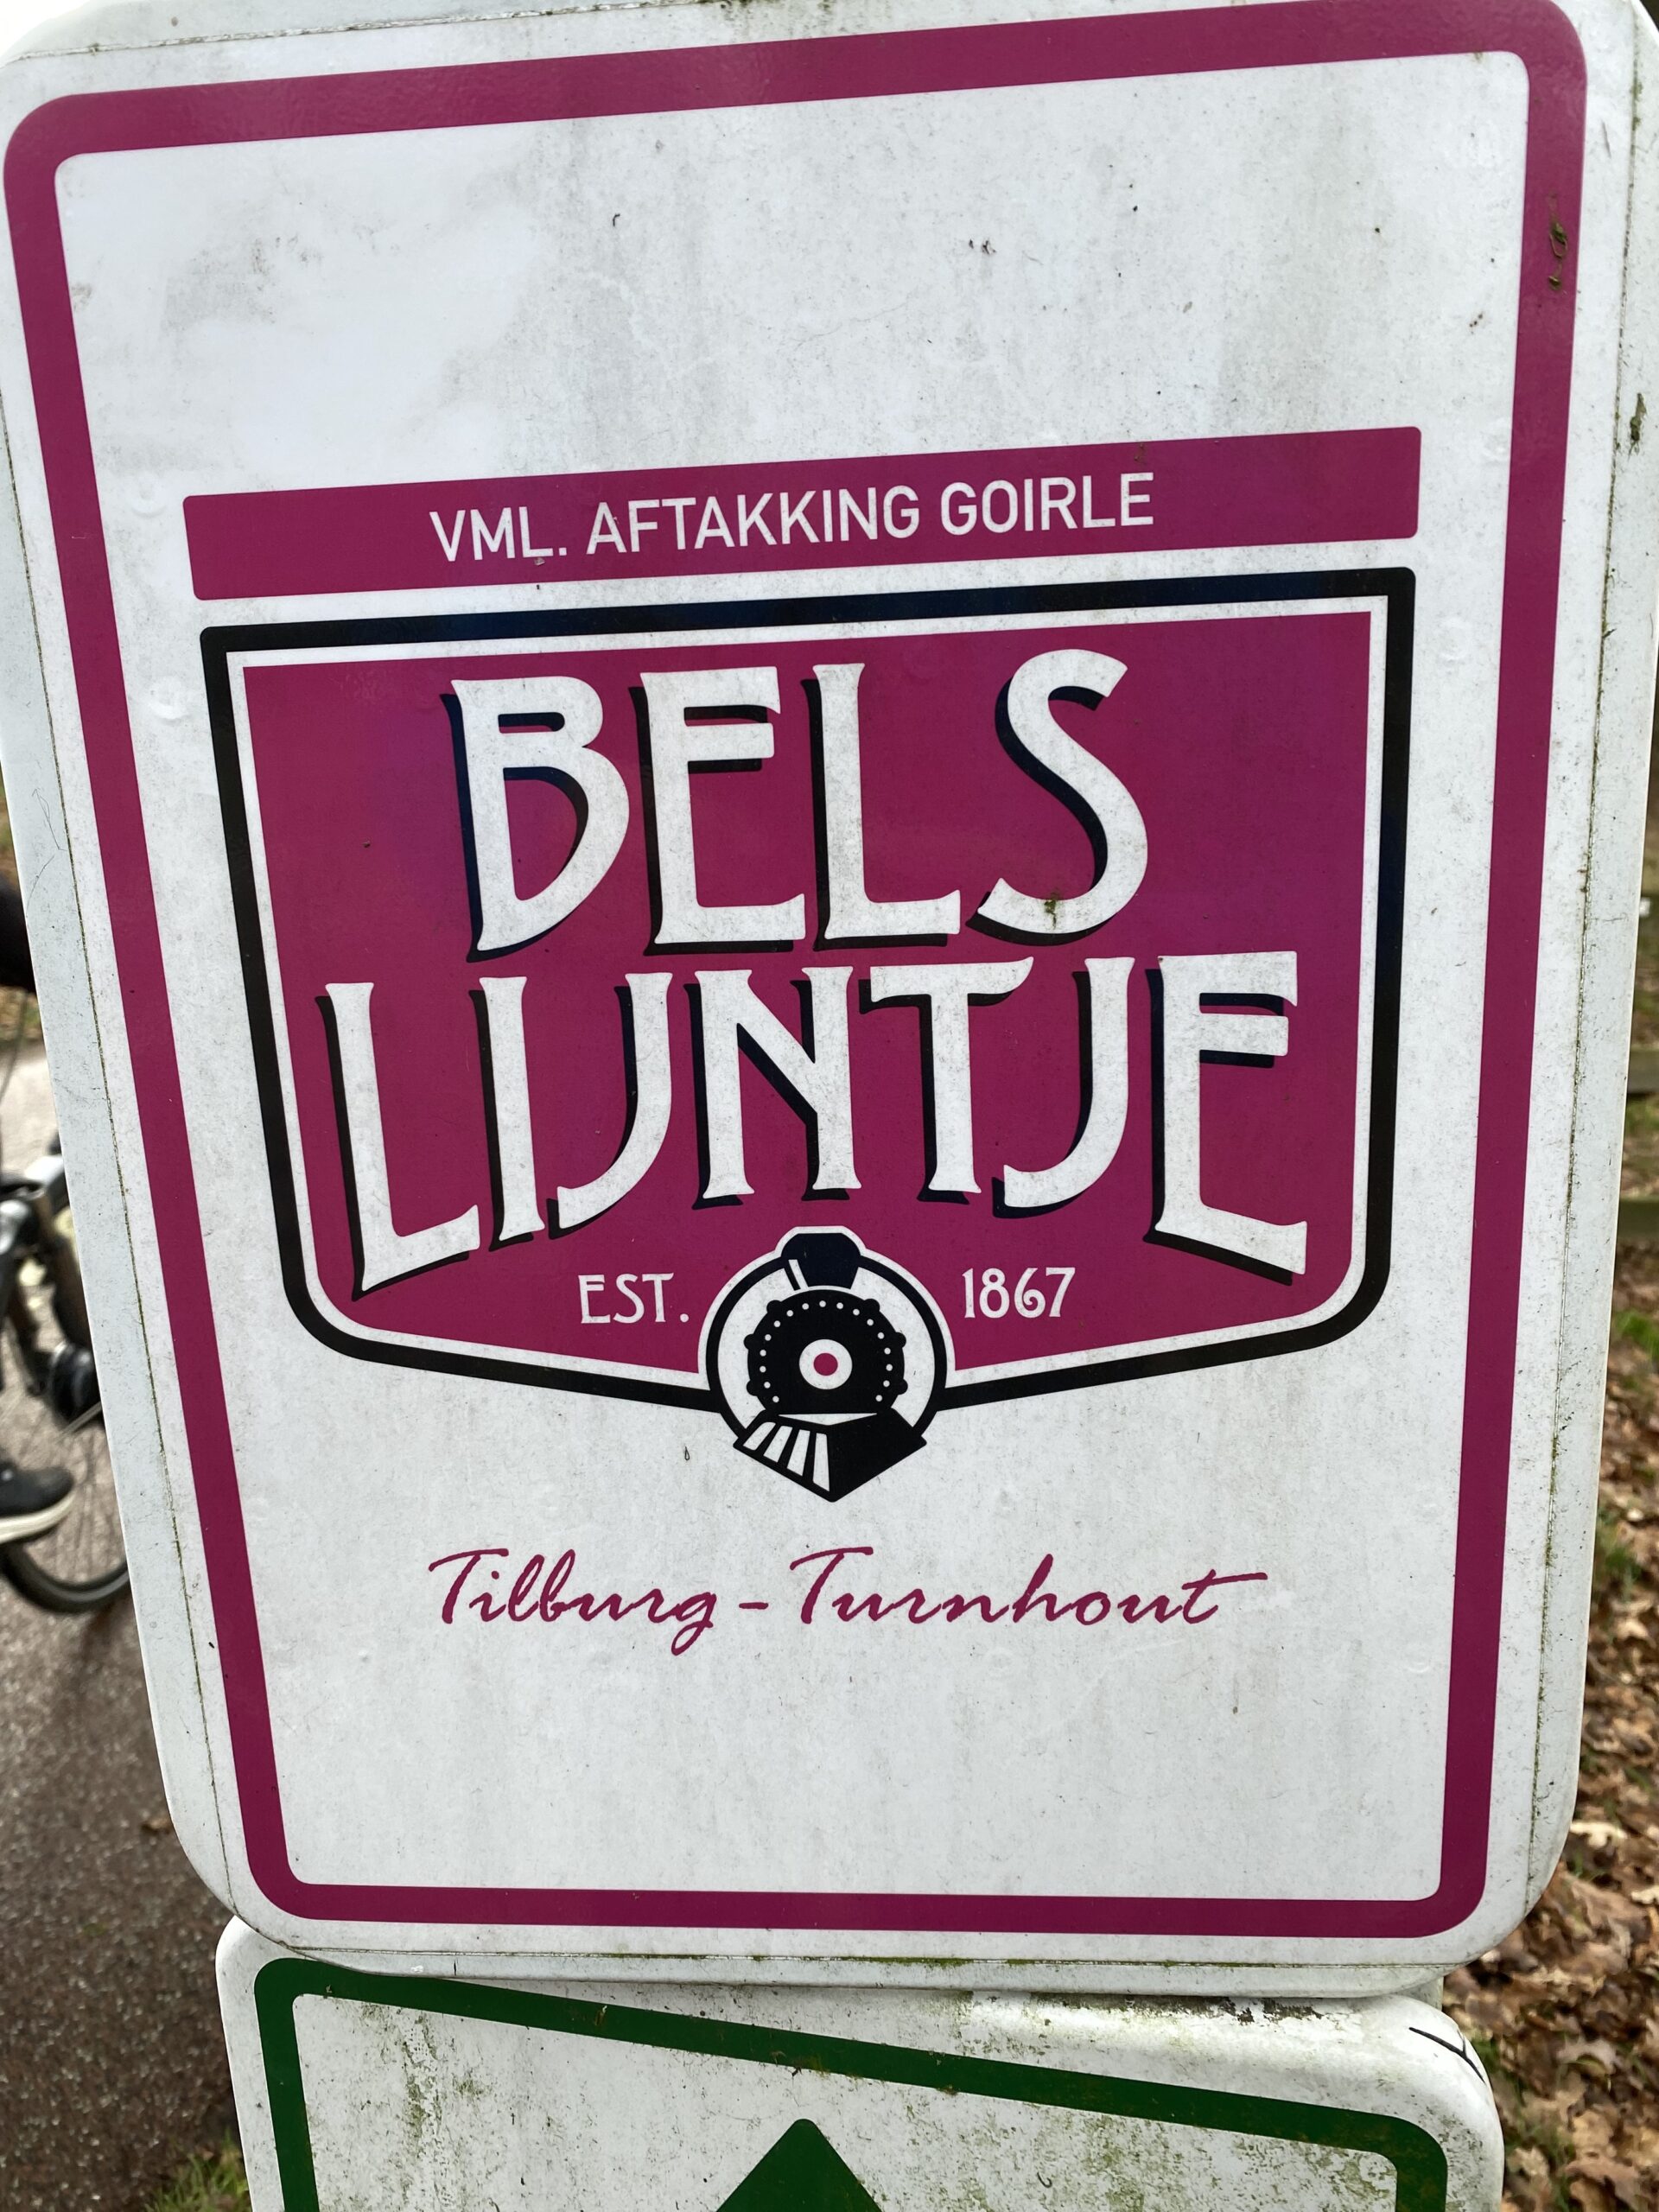 VML. AFTAKKING GOIRLE
BELS
LIJNTJE
EST. 1867
Tilburg - Turnhout